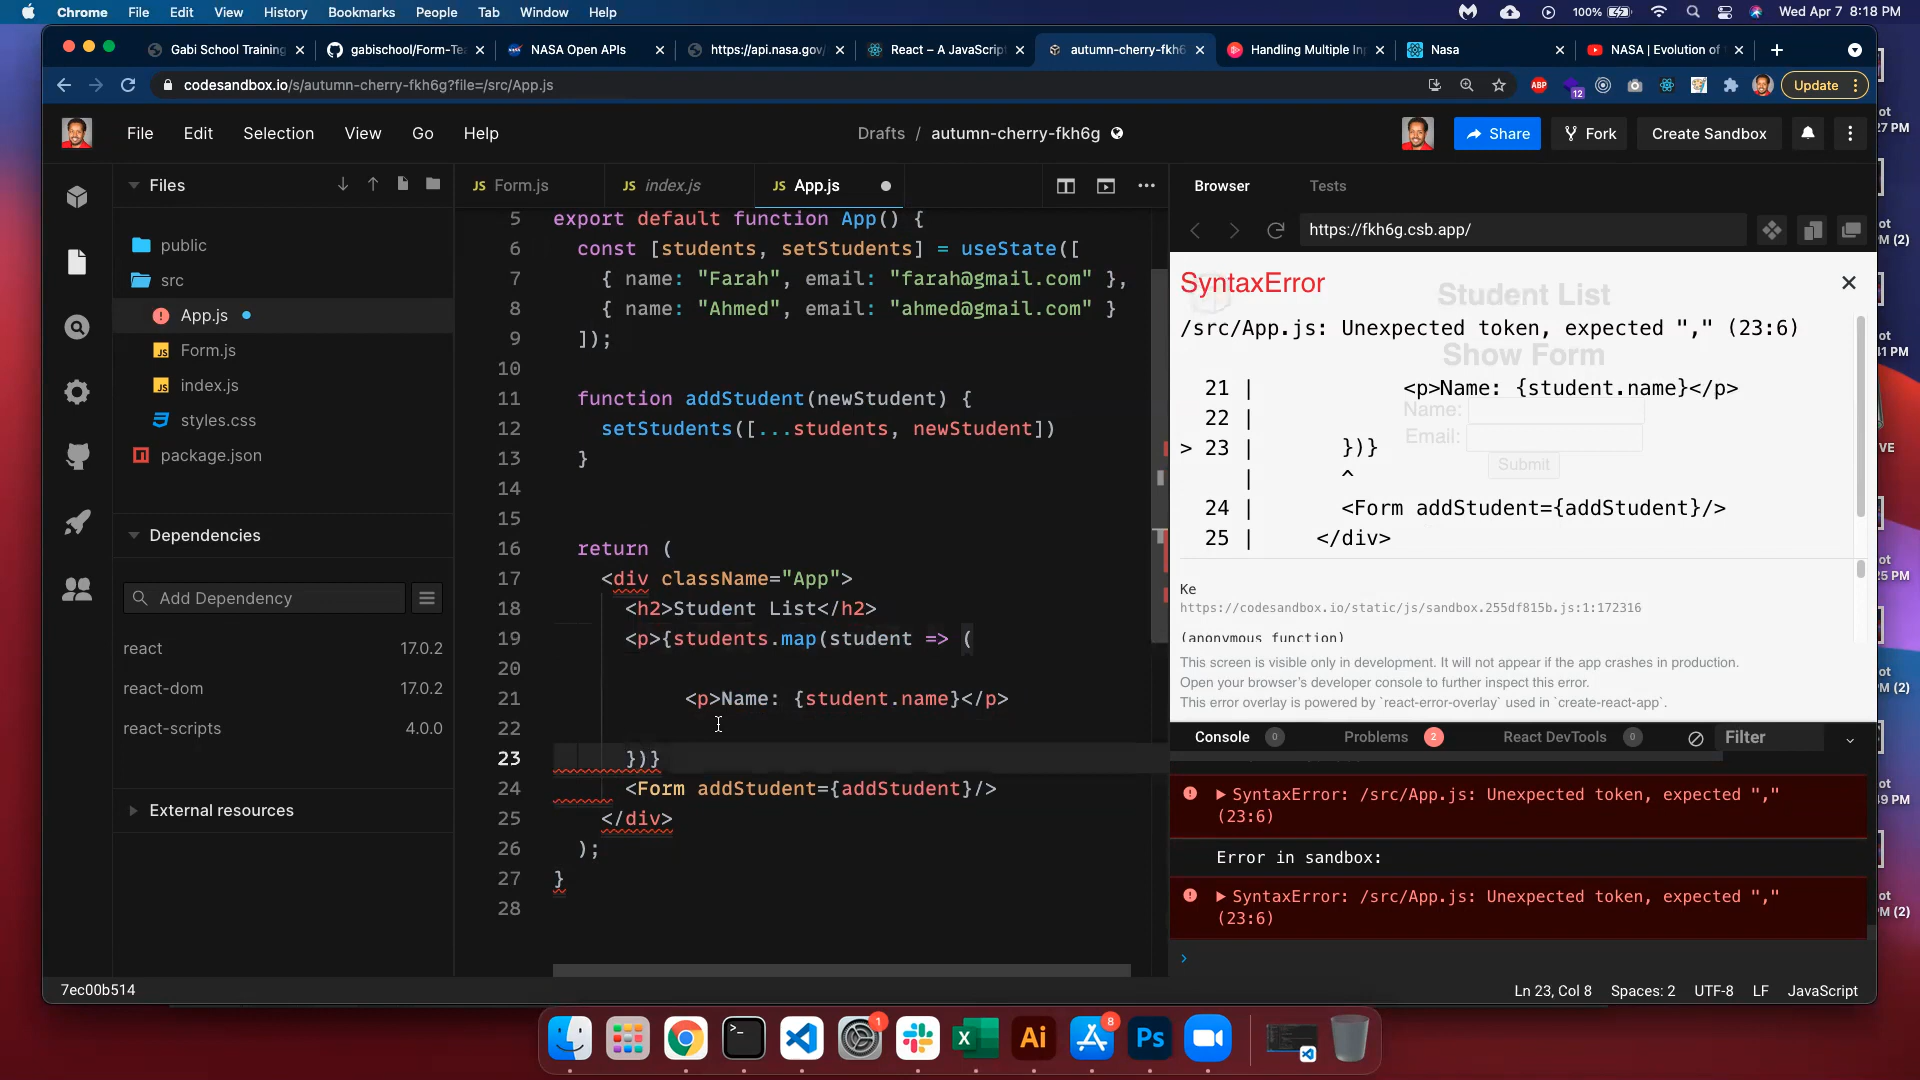 Chrome File Edit View History Bookmarks People Tab Window Help 100% Wed Apr 7 8:18 PM
Gabi School Training gabischool/Form-Tea NASA Open APIs https://api.nasa.gov/ React – A JavaScript autumn-cherry-fkh6 Handling Multiple Inp Nasa NASA | Evolution of
codesandbox.io/s/autumn-cherry-fkh6g?file=/src/App.js ABP 12 Update
File Edit Selection View Go Help Drafts / autumn-cherry-fkh6g Share Fork Create Sandbox
Files
public
src
App.js
Form.js
index.js
styles.css
package.json
Dependencies
Add Dependency
react 17.0.2
react-dom 17.0.2
react-scripts 4.0.0
External resources
JS Form.js JS index.js JS App.js
5 export default function App() {
6 const [students, setStudents] = useState([
7 { name: "Farah", email: "farah@gmail.com" },
8 { name: "Ahmed", email: "ahmed@gmail.com" }
9 ]);
10
11 function addStudent(newStudent) {
12 setStudents([...students, newStudent])
13 }
14
15
16 return (
17 <div className="App">
18 <h2>Student List</h2>
19 <p>{students.map(student => (
20
21 <p>Name: {student.name}</p>
22
23 })}
24 <Form addStudent={addStudent}/>
25 </div>
26 );
27 }
28
Browser Tests
https://fkh6g.csb.app/
SyntaxError
Student List
/src/App.js: Unexpected token, expected "," (23:6)
Show Form
21 | <p>Name: {student.name}</p>
Name:
22 |
Email:
> 23 | })}
Submit
| ^
24 | <Form addStudent={addStudent}/>
25 | </div>
Ke
https://codesandbox.io/static/js/sandbox.255df815b.js:1:172316
(anonymous function)
This screen is visible only in development. It will not appear if the app crashes in production.
Open your browser's developer console to further inspect this error.
This error overlay is powered by `react-error-overlay` used in `create-react-app`.
Console 0 Problems 2 React DevTools 0 Filter
SyntaxError: /src/App.js: Unexpected token, expected ","
(23:6)
Error in sandbox:
SyntaxError: /src/App.js: Unexpected token, expected ","
(23:6)
7ec00b514 Ln 23, Col 8 Spaces: 2 UTF-8 LF JavaScript
1 8
Ai Ps